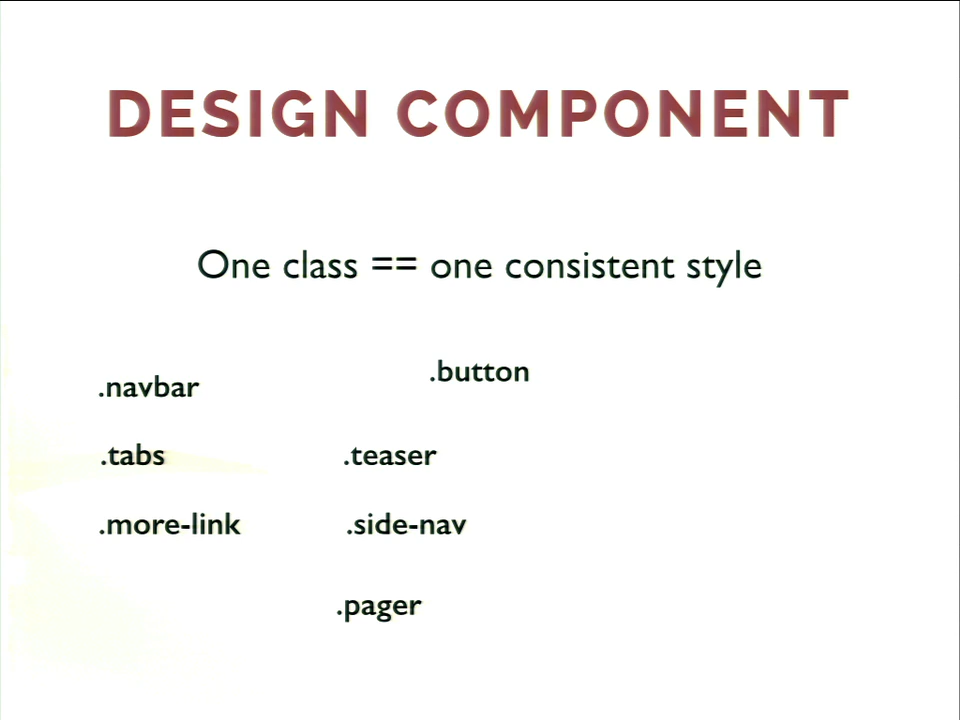 DESIGN COMPONENT
One class == one consistent style
.button
.navbar
.tabs
.teaser
.more-link
.side-nav
.pager